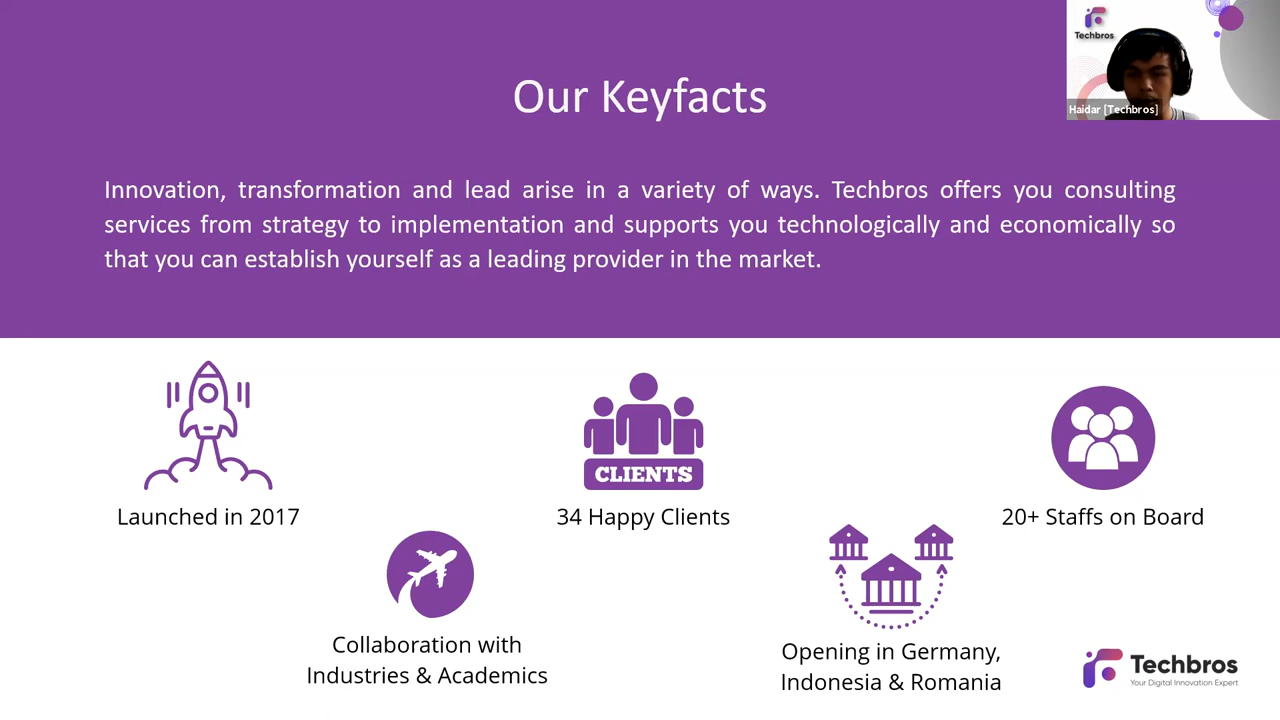 Our Keyfacts
Techbros
Haidar [Techbros]
Innovation, transformation and lead arise in a variety of ways. Techbros offers you consulting
services from strategy to implementation and supports you technologically and economically so
that you can establish yourself as a leading provider in the market.
CLIENTS
Launched in 2017
34 Happy Clients
20+ Staffs on Board
Collaboration with
Industries & Academics
Opening in Germany,
Indonesia & Romania
Techbros
Your Digital Innovation Expert